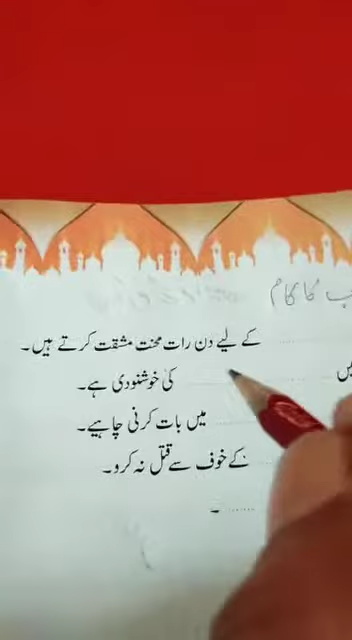 کا کام
کے لیے دن رات محنت مشقت کرتے ہیں۔
کی خوشنودی ہے۔
میں بات کرنی چاہیے۔
کے خوف سے قتل نہ کرو۔
۔